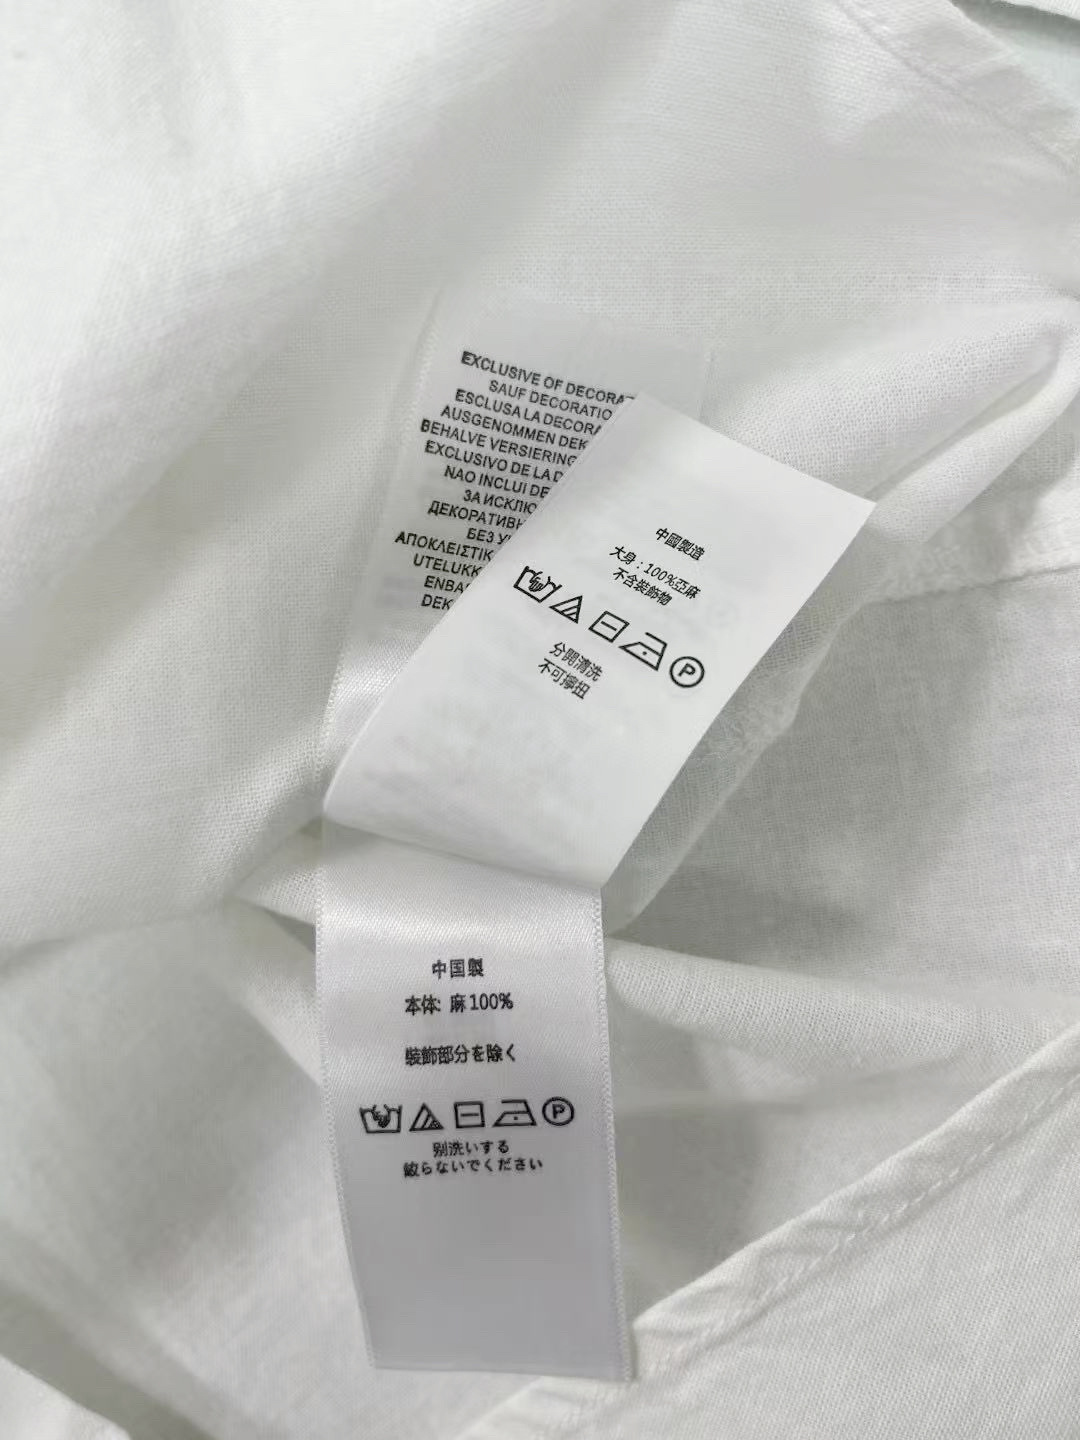 EXCLUSIVE OF DECORAT
SAUF DECORATIO
ESCLUSA LA DECORA
AUSGENOMMEN DEK
BEHALVE VERSIERING
EXCLUSIVO DE LA D
NAO INCLUI DE
ЗА ИСКЛЮ
ДЕКОРАТИВН
БЕЗ У
ΑΠΟΚΛΕΙΣΤΙΚ
UTELUKK
ENBA
DEK
中國製造
大身：100%亞麻
不含裝飾物
P
分開清洗
不可擰扭
中国製
本体: 麻100%
裝飾部分を除く
P
别洗いする
絞らないでください